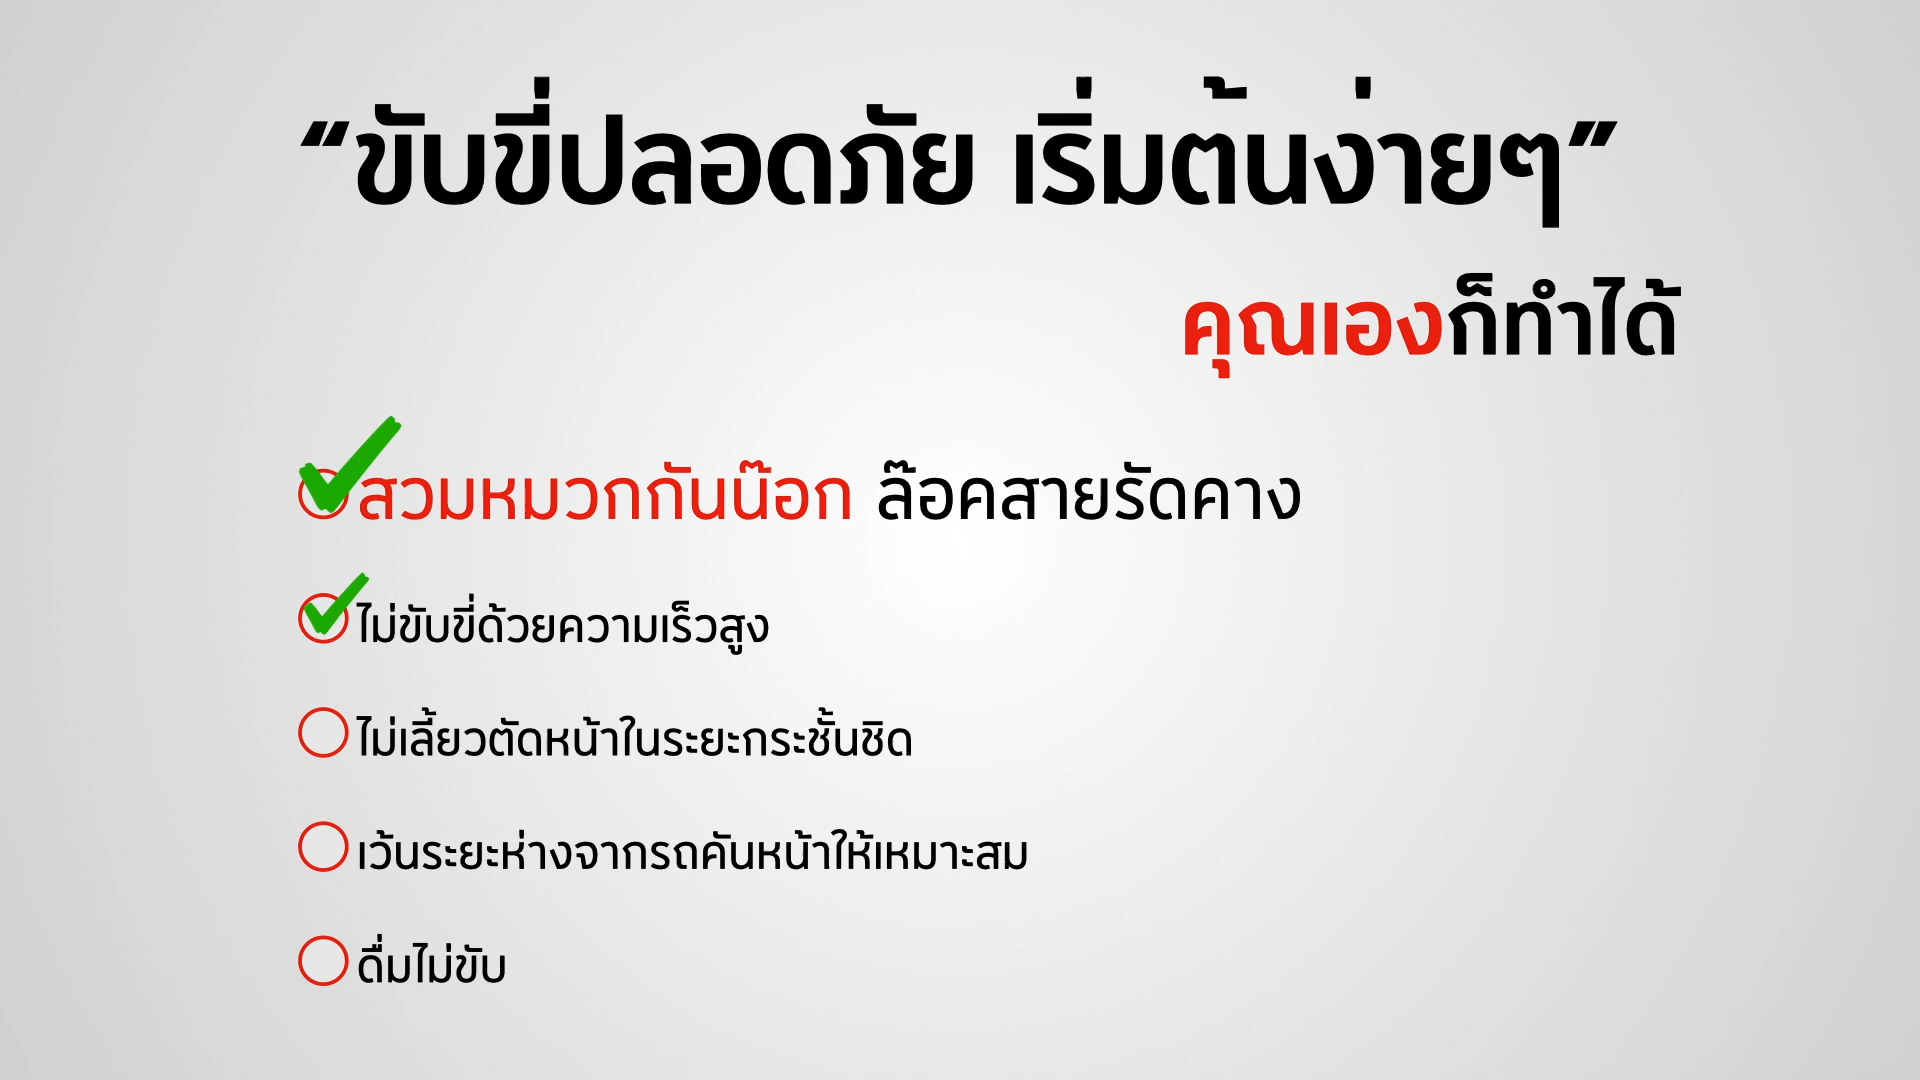 “ขับขี่ปลอดภัย เริ่มต้นง่ายๆ”
คุณเองก็ทำได้
สวมหมวกกันน๊อก ล๊อคสายรัดคาง
ไม่ขับขี่ด้วยความเร็วสูง
ไม่เลี้ยวตัดหน้าในระยะกระชั้นชิด
เว้นระยะห่างจากรถคันหน้าให้เหมาะสม
ดื่มไม่ขับ